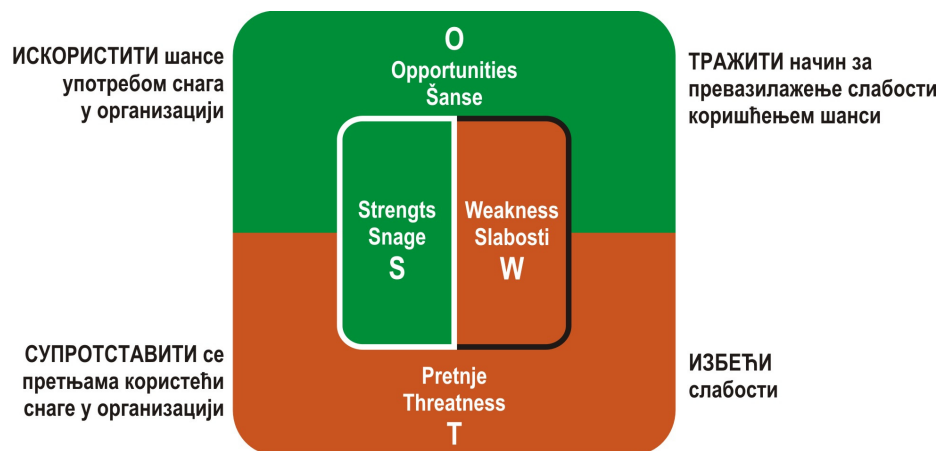 ИСКОРИСТИТИ шансе
употребом снага
у организацији
O
Opportunities
Šanse
ТРАЖИТИ начин за
превазилажење слабости
коришћењем шанси
Strengts
Snage
S
Weakness
Slabosti
W
СУПРОТСТАВИТИ се
претњама користећи
снаге у организацији
Pretnje
Threatness
T
ИЗБЕЋИ
слабости